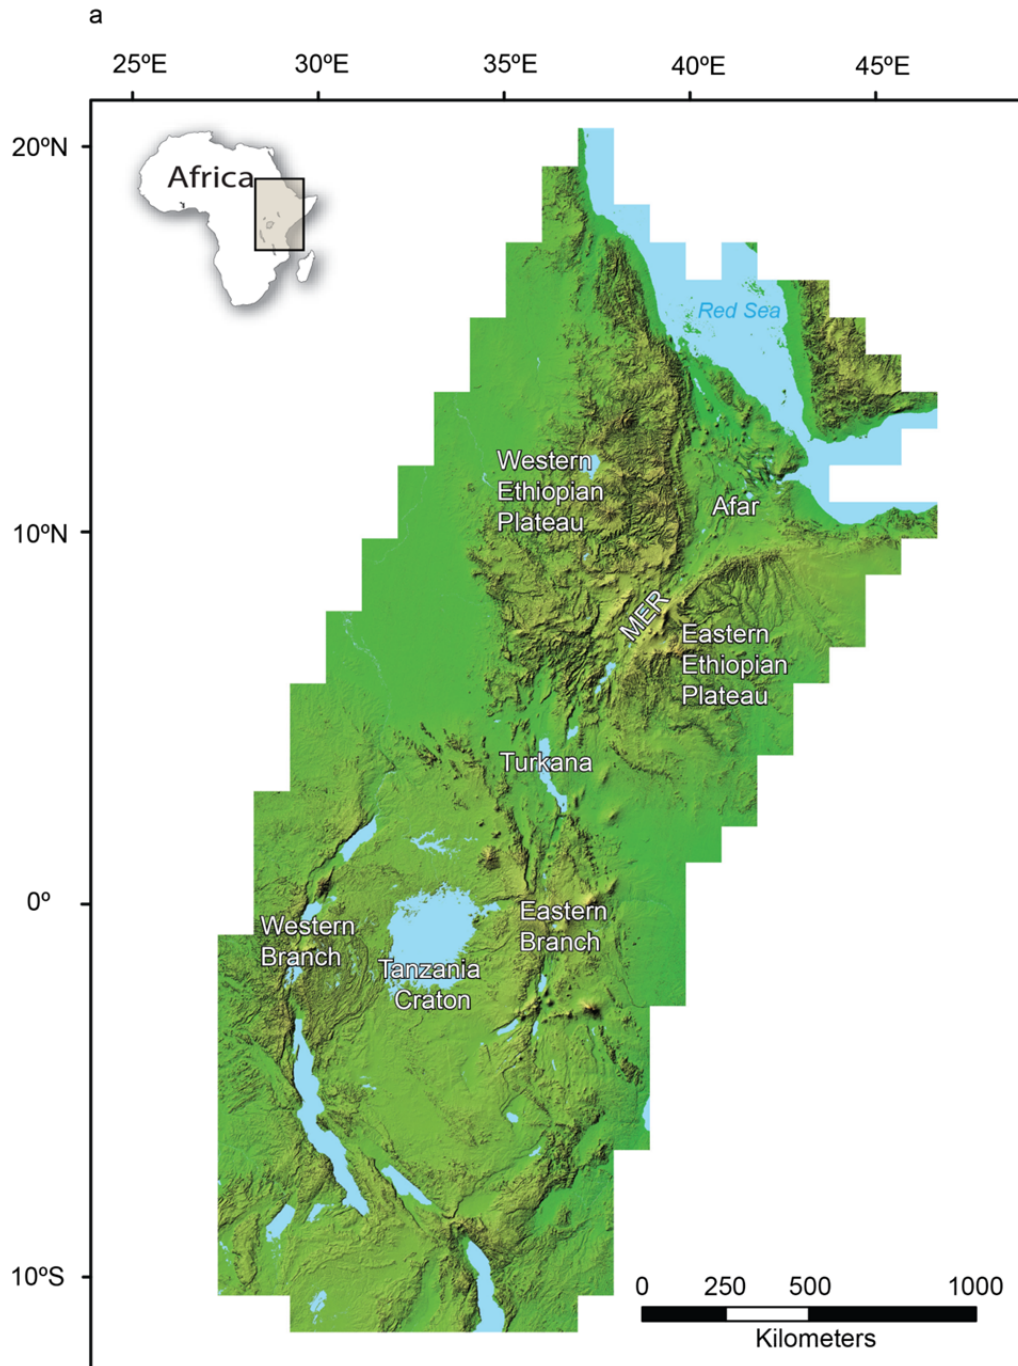 a
25ºE 30ºE 35ºE 40ºE 45ºE
20ºN
Africa
Red Sea
Western
Ethiopian
Plateau
Afar
10ºN
MER
Eastern
Ethiopian
Plateau
Turkana
0º
Western
Branch
Eastern
Branch
Tanzania
Craton
10ºS
0 250 500 1000
Kilometers